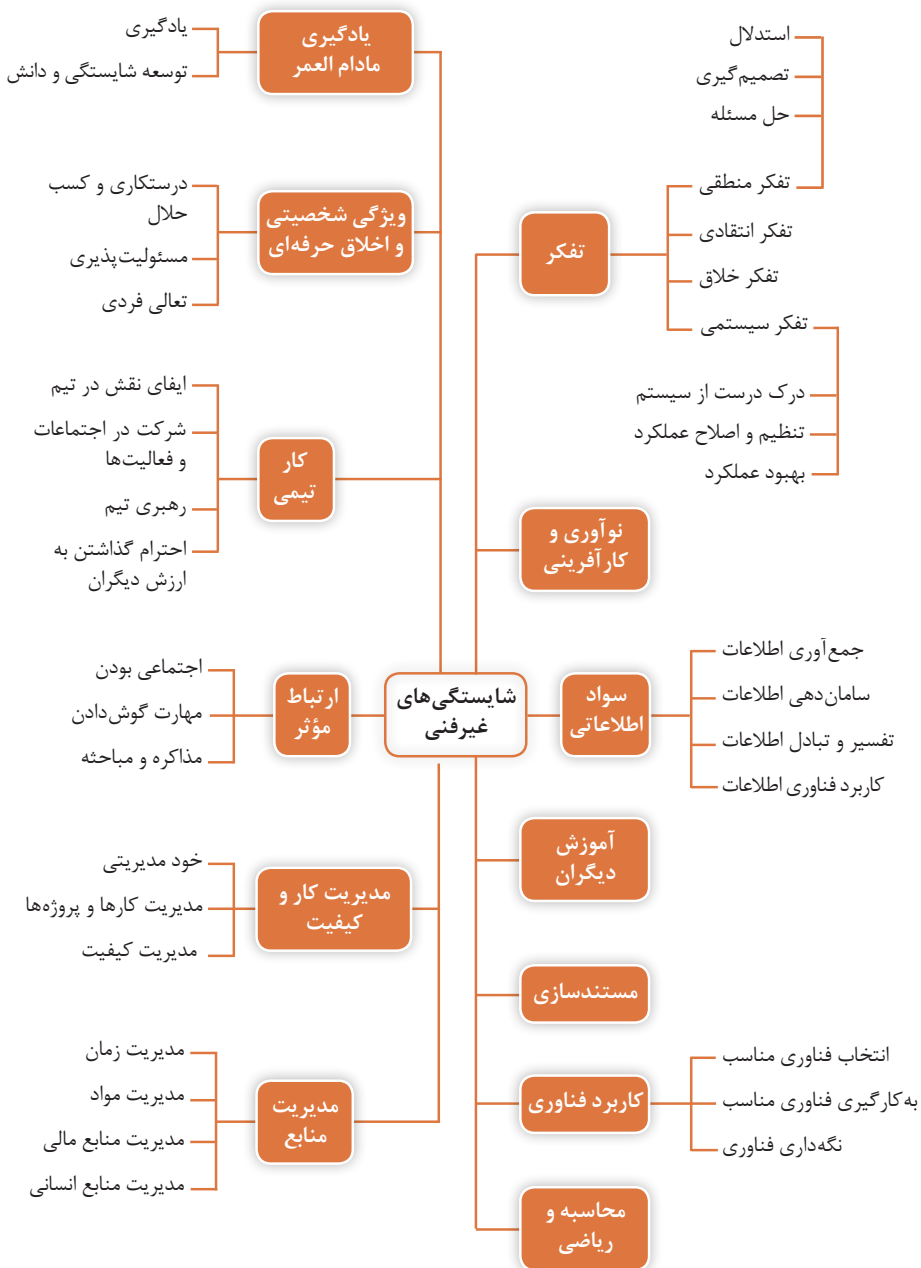 شایستگی‌های
غیرفنی
تفکر
استدلال
تصمیم‌گیری
حل مسئله
تفکر منطقی
تفکر انتقادی
تفکر خلاق
تفکر سیستمی
درک درست از سیستم
تنظیم و اصلاح عملکرد
بهبود عملکرد
نوآوری و
کارآفرینی
سواد
اطلاعاتی
جمع‌آوری اطلاعات
سامان‌دهی اطلاعات
تفسیر و تبادل اطلاعات
کاربرد فناوری اطلاعات
آموزش
دیگران
مستندسازی
کاربرد فناوری
انتخاب فناوری مناسب
به‌کارگیری فناوری مناسب
نگه‌داری فناوری
محاسبه و
ریاضی
یادگیری
مادام العمر
یادگیری
توسعه شایستگی و دانش
ویژگی شخصیتی
و اخلاق حرفه‌ای
درستکاری و کسب
حلال
مسئولیت‌پذیری
تعالی فردی
کار
تیمی
ایفای نقش در تیم
شرکت در اجتماعات
و فعالیت‌ها
رهبری تیم
احترام گذاشتن به
ارزش دیگران
ارتباط
مؤثر
اجتماعی بودن
مهارت گوش‌دادن
مذاکره و مباحثه
مدیریت کار و
کیفیت
خود مدیریتی
مدیریت کارها و پروژه‌ها
مدیریت کیفیت
مدیریت
منابع
مدیریت زمان
مدیریت مواد
مدیریت منابع مالی
مدیریت منابع انسانی